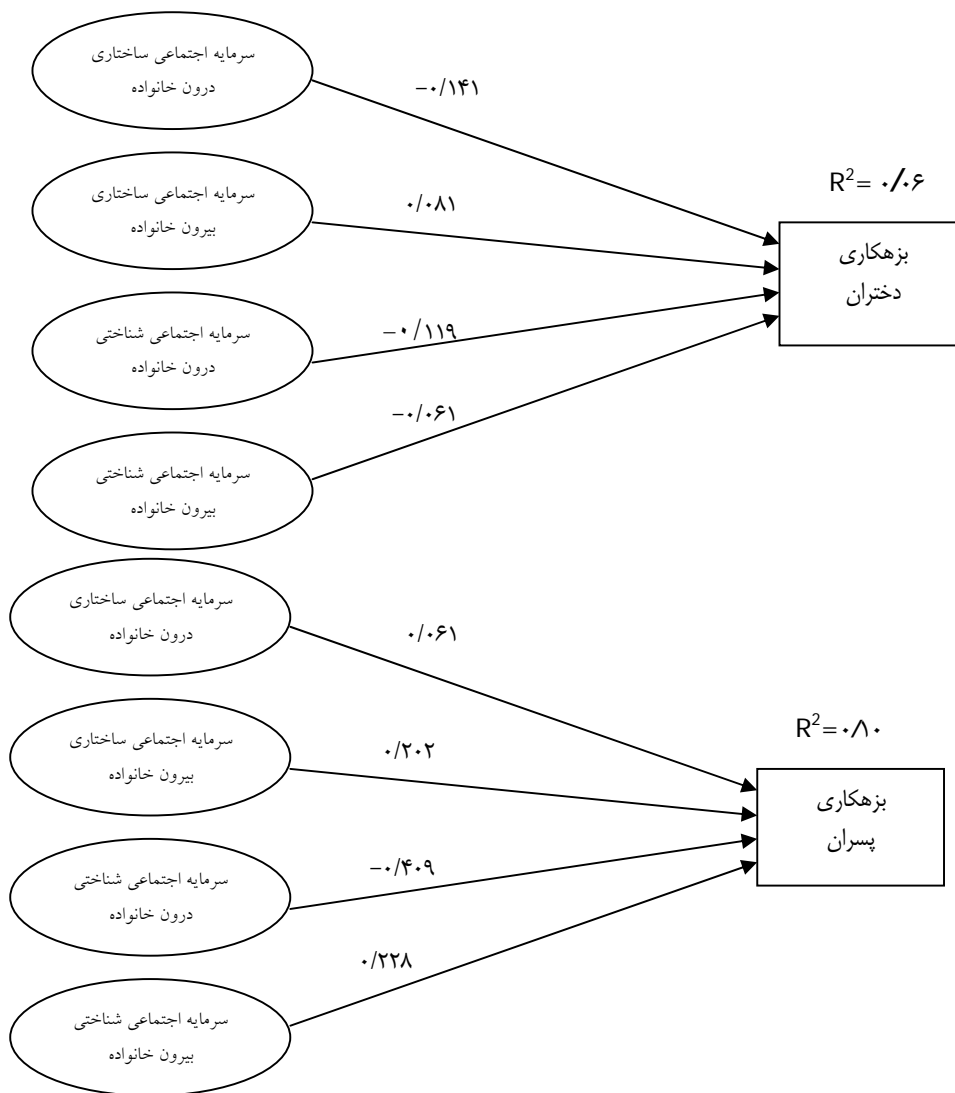 سرمایه اجتماعی ساختاری
درون خانواده
-۰/۱۴۱
سرمایه اجتماعی ساختاری
بیرون خانواده
۰/۰۸۱
R²= ۰/۰۶
بزهکاری
دختران
سرمایه اجتماعی شناختی
درون خانواده
-۰/۱۱۹
سرمایه اجتماعی شناختی
بیرون خانواده
-۰/۰۶۱
سرمایه اجتماعی ساختاری
درون خانواده
۰/۰۶۱
سرمایه اجتماعی ساختاری
بیرون خانواده
۰/۲۰۲
R²=۰/۱۰
بزهکاری
پسران
سرمایه اجتماعی شناختی
درون خانواده
-۰/۴۰۹
سرمایه اجتماعی شناختی
بیرون خانواده
۰/۲۲۸